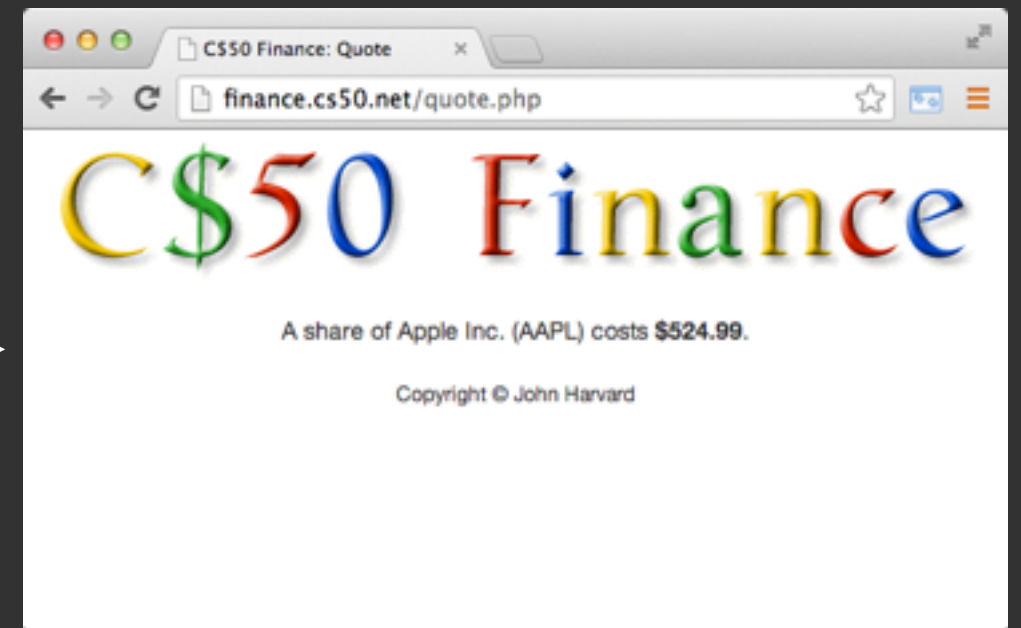 C$50 Finance: Quote
finance.cs50.net/quote.php
C$50 Finance
A share of Apple Inc. (AAPL) costs $524.99.
Copyright © John Harvard